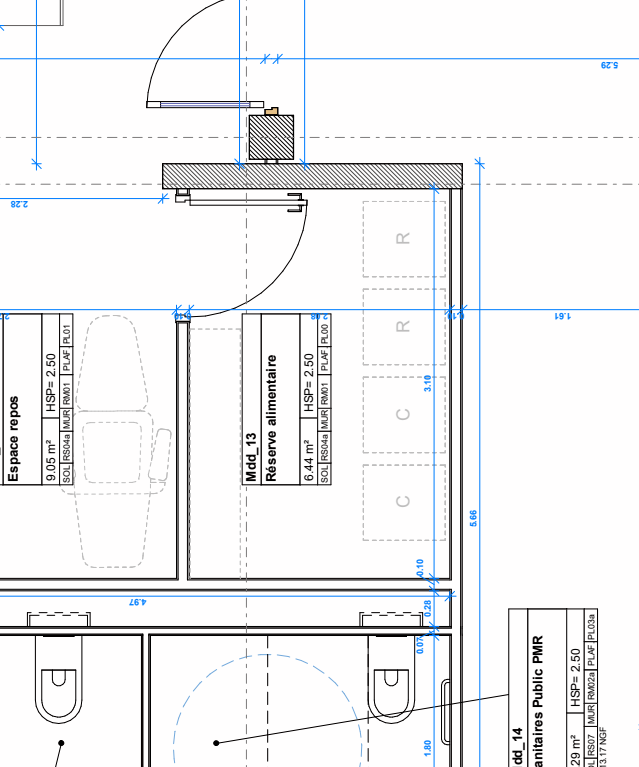 5.29
2.28
1.61
2.08
R
R
C
C
3.10
5.66
0.10
0.28
0.07
1.80
4.97
Espace repos
9.05 m² HSP= 2.50
SOL RS04a MUR RM01 PLAF PL01
Mdd_13
Réserve alimentaire
6.44 m² HSP= 2.50
SOL RS04a MUR RM01 PLAF PL00
dd_14
anitaires Public PMR
29 m² HSP= 2.50
L RS07 MUR RM02a PLAF PL03a
13.17 NGF